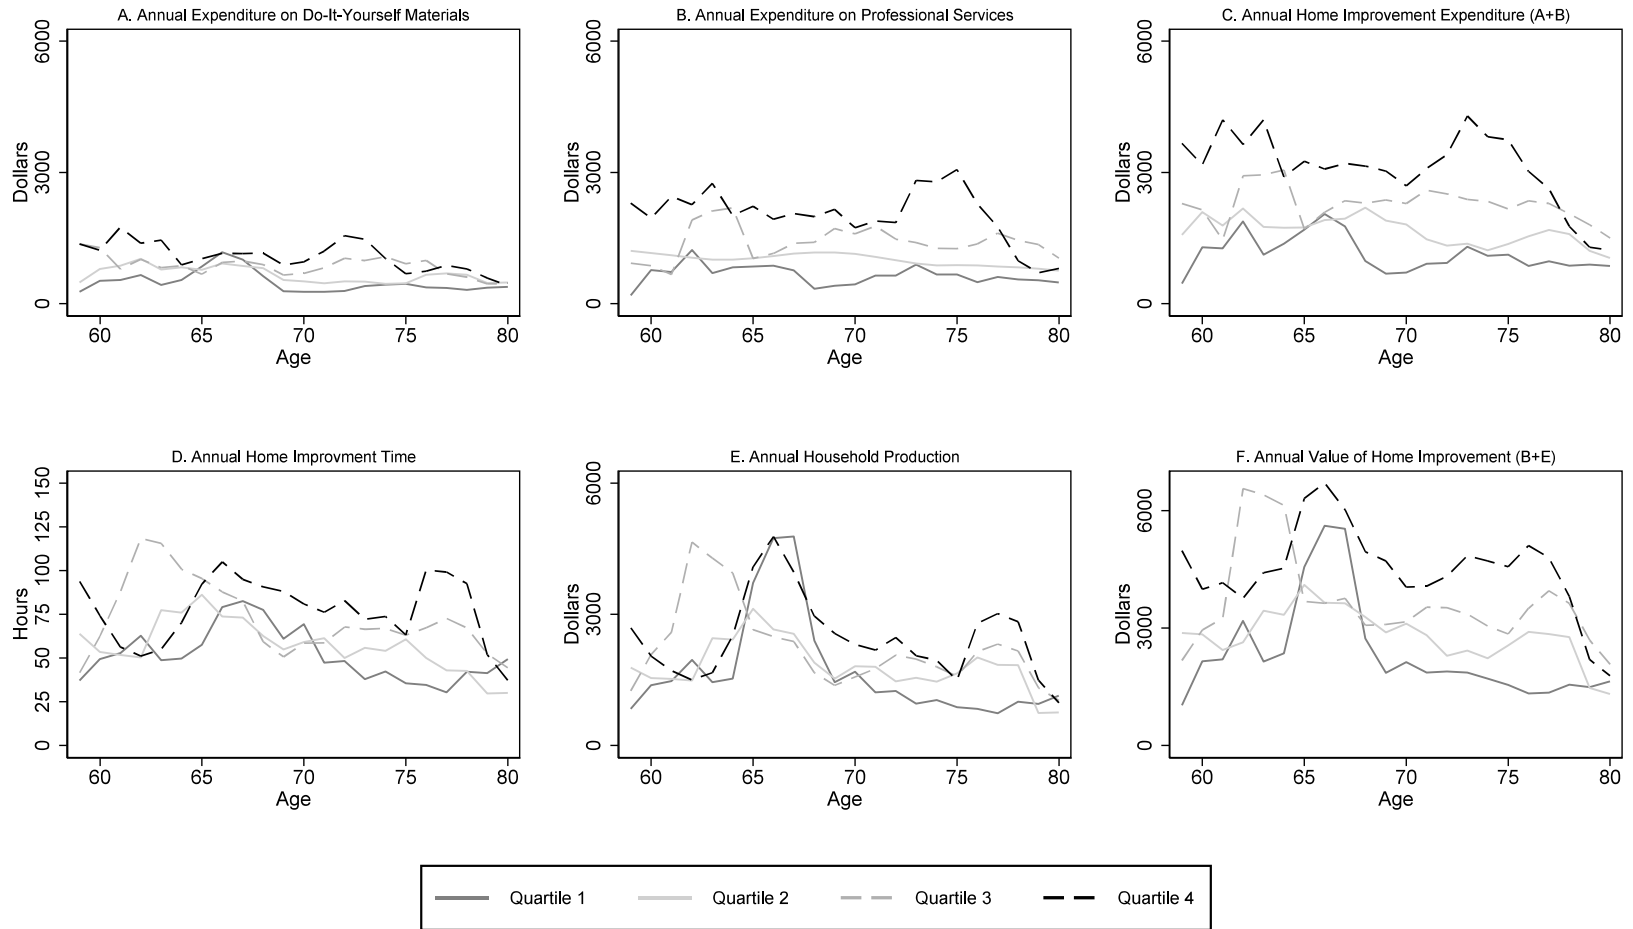 A. Annual Expenditure on Do-It-Yourself Materials
6000
3000
0
Dollars
60 65 70 75 80
Age
B. Annual Expenditure on Professional Services
6000
3000
0
Dollars
60 65 70 75 80
Age
C. Annual Home Improvement Expenditure (A+B)
6000
3000
0
Dollars
60 65 70 75 80
Age
D. Annual Home Improvment Time
150
125
100
75
50
25
0
Hours
60 65 70 75 80
Age
E. Annual Household Production
6000
3000
0
Dollars
60 65 70 75 80
Age
F. Annual Value of Home Improvement (B+E)
6000
3000
0
Dollars
60 65 70 75 80
Age
Quartile 1 Quartile 2 Quartile 3 Quartile 4